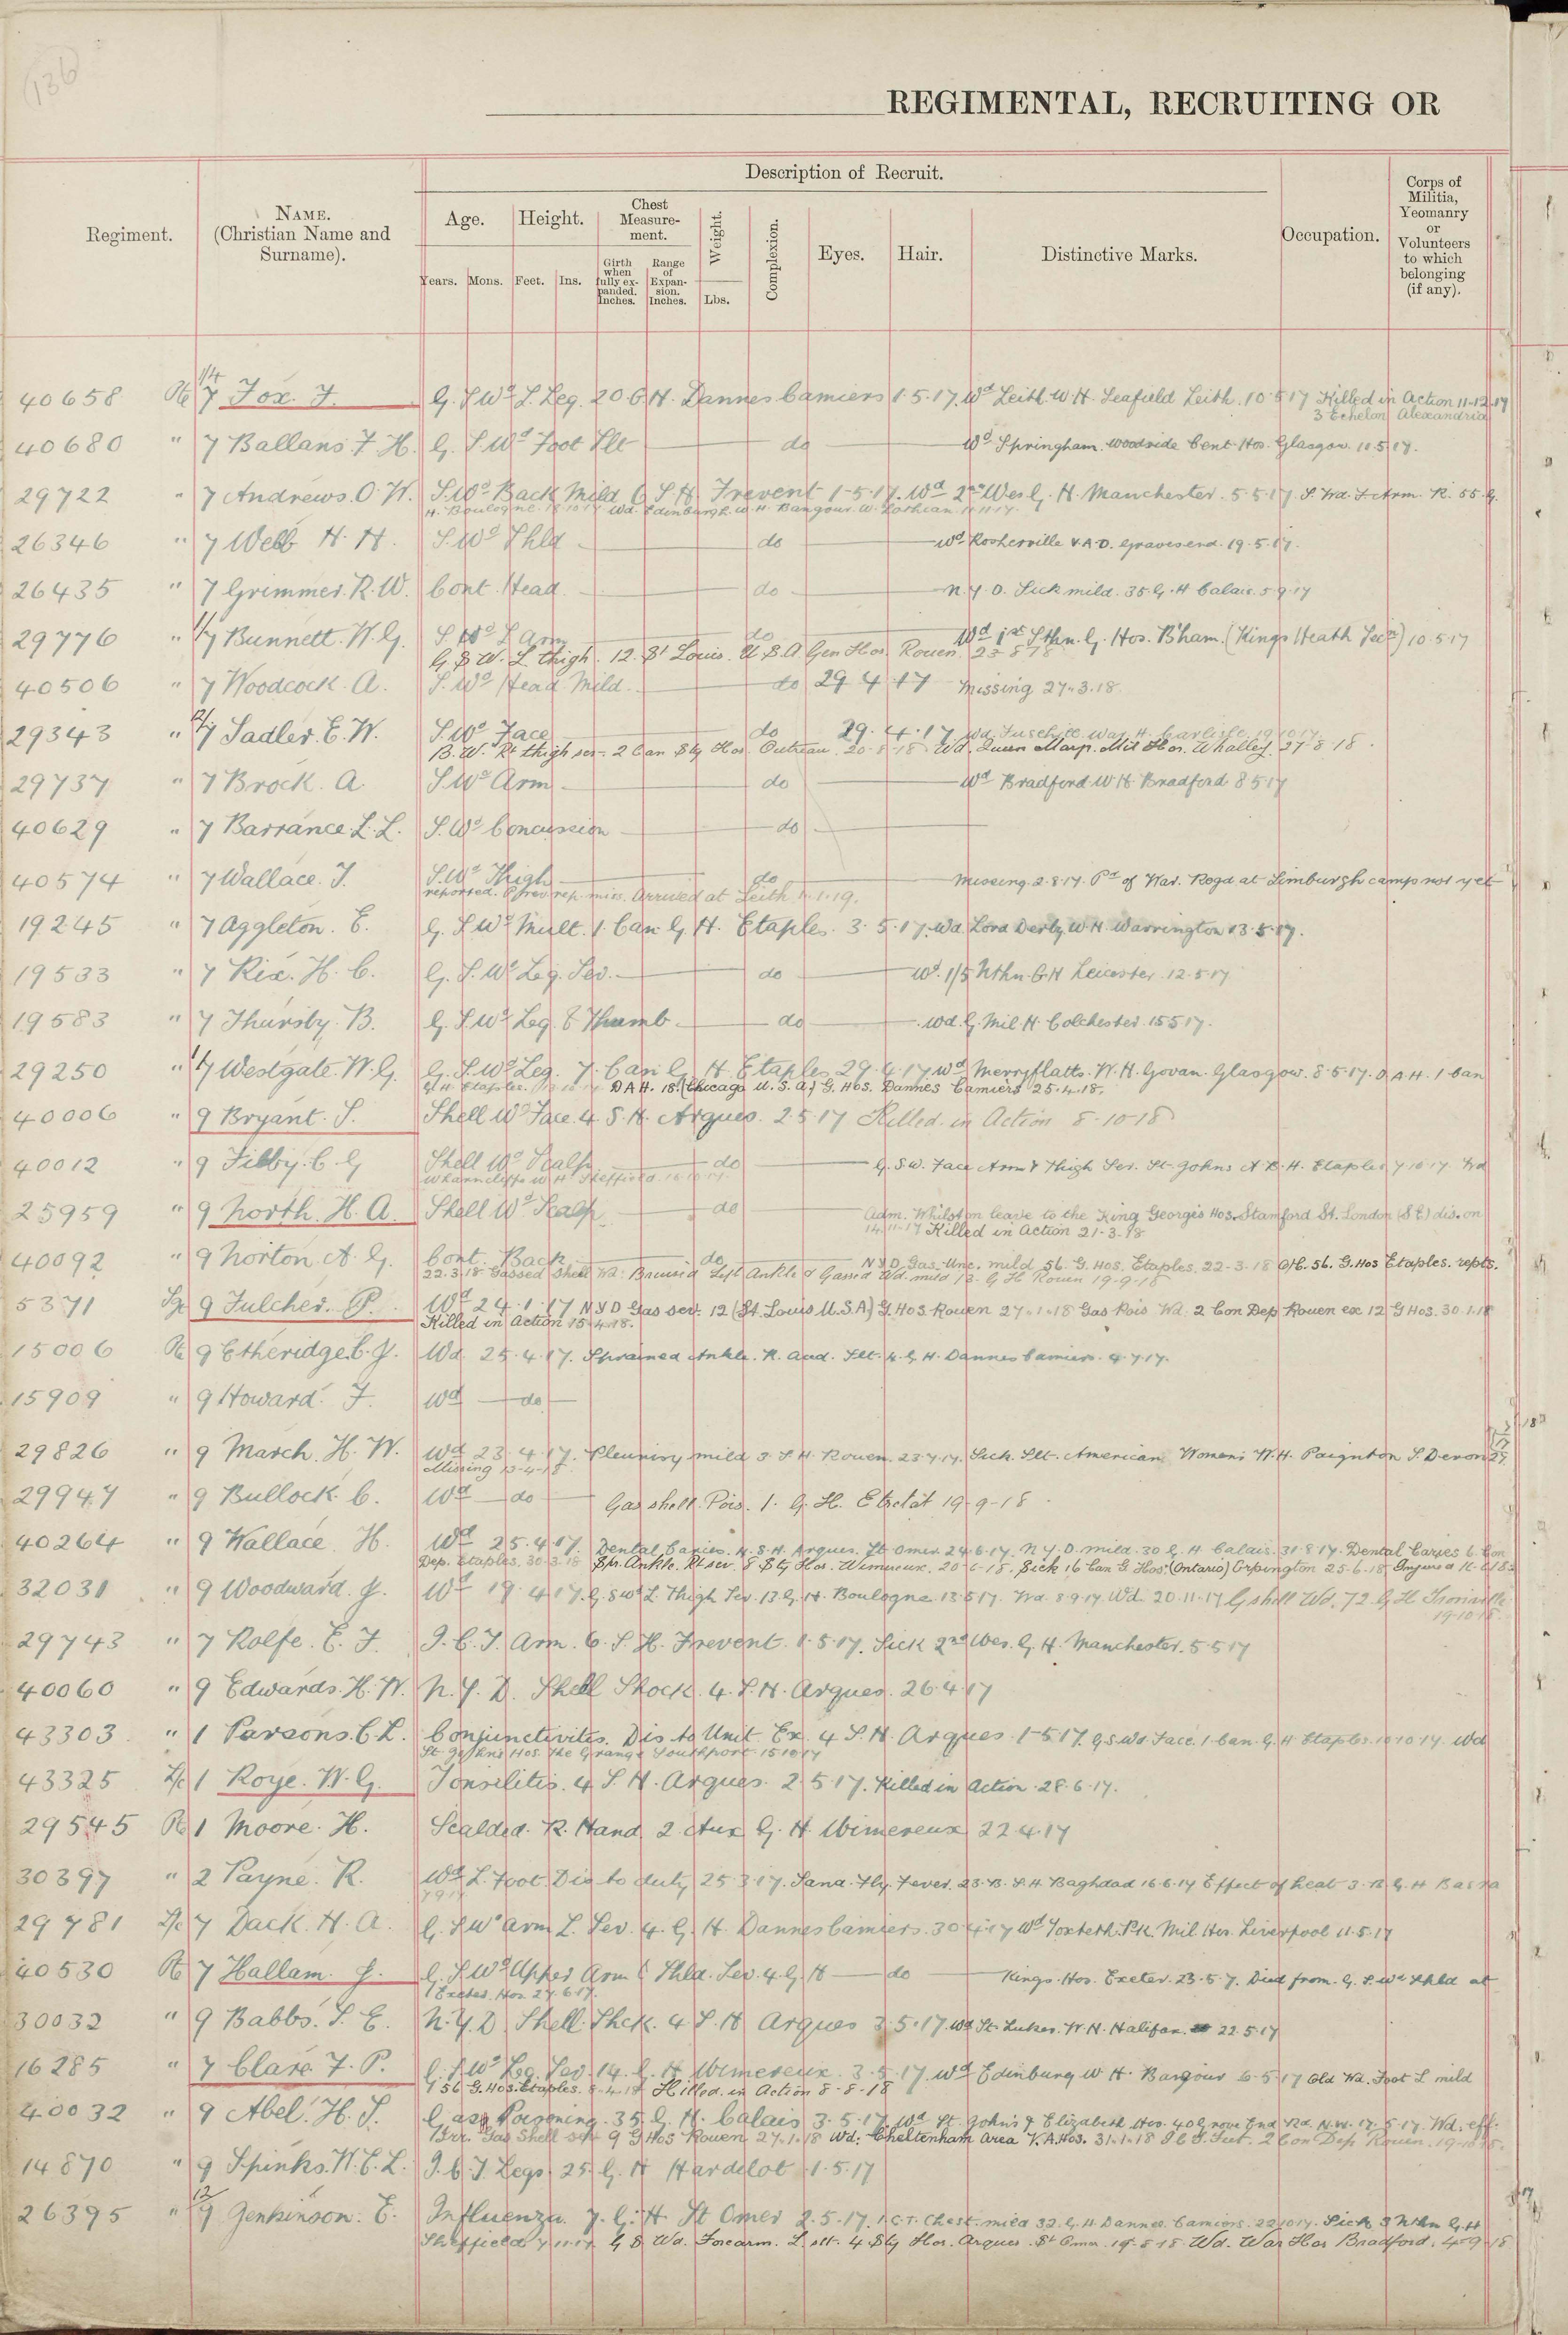 136
REGIMENTAL, RECRUITING OR
Description of Recruit.
Regiment.
NAME.
(Christian Name and
Surname).
Age.
Height.
Chest
Measure-
ment.
Weight.
Complexion.
Eyes.
Hair.
Distinctive Marks.
Occupation.
Corps of
Militia,
Yeomanry
or
Volunteers
to which
belonging
(if any).
Years.
Mons.
Feet.
Ins.
Girth
when
fully ex-
panded.
Inches.
Range
of
Expan-
sion.
Inches.
Lbs.
40658 Pte 1/4 7 Fox. F. G. S Wd L Leg. 20 G. H. Dannes Camiers 1.5.17. Wd Leith W.H. Seafield Leith. 10.5.17 Killed in Action 11-12-17
3 Echelon Alexandria
40680 " 7 Ballans F. H. G. S Wd Foot Slt do Wd Springham. Woodside Cent Hos. Glasgow. 11.5.17.
29722 " 7 Andrews. O. W. S. Wd Back Mild 6 S H. Frevent 1-5-17. Wd 2nd Wes G. H. Manchester. 5.5.17 S. Wd. F Arm. R. 55. G.
H. Boulogne. 18.10.17 Wd. Edinburgh. W. H. Bangour. W. Lothian. 11.11.17.
26346 " 7 Webb H. H. S. Wd Shld do Wd Rosherville V.A.D. Gravesend. 19.5.17.
26435 " 7 Grimmer. R. W. Cont. Head do N. Y. D. Sick mild. 35. G. H Calais. 5.9.17
29776 " 1/7 Bunnett. W. G. S Wd L Arm do Wd 1st Sthn. G. Hos. B'ham. (Kings Heath Secn) 10.5.17
G. S W. L thigh. 12. St Louis. U.S.A Gen Hos Rouen. 23.8.18
40506 " 7 Woodcock. A. S. Wd Head Mild do 29 4 17 Missing 27.3.18.
29343 " 7 Sadler. E. W. S. Wd Face do 29. 4. 17. Wd. Fusehill War. H. Carlisle. 19.10.17.
B. W. Rt thigh sev. 2 Can Sty Hos Outreau. 20-8-18 Wd. Queen Mary. Mil Hos. Whalley. 27-8-18.
29737 " 7 Brock. A. S Wd Arm do Wd Bradford W H Bradford 8 5 17
40629 " 7 Barrance. L. L. S. Wd Concussion do
40574 " 7 Wallace. J. S. Wd Thigh do Missing. 2.8.17. Pr of War. Regd at Limburgh camp not yet
reported. P. prev rep. miss. Arrived at Leith. 1.1.19.
19245 " 7 Aggleton. E. G. S Wd Mult. 1. Can G H. Etaples. 3. 5. 17. Wd Lord Derby W. H. Warrington 13.5.17.
19533 " 7 Rix. H. C. G. S. Wd Leg. Sev. do Wd. 1/5 Nthn G H Leicester. 12.5.17
19583 " 7 Thursby. B. G. S Wd Leg. & Thumb do Wd. G. Mil H. Colchester. 15 5 17.
29250 " 1/7 Westgate. W. G. G. S. Wd Leg. 7. Can G H Etaples 29.4.17 Wd Merryflatts. W. H. Govan. Glasgow. 8.5.17. D A H. 1 Can
G. H Etaples. DAH. 18. (Chicago U.S.A) G. Hos. Dannes Camiers 25.4.18.
40006 " 9 Bryant. S. Shell Wd Face. 4. S. H. Arques. 2.5.17 Killed. in Action 8-10-18
40012 " 9 Filby. C. G Shell Wd Scalp do G. S W. Face Arm & Thigh Sev. St. Johns A. B. H. Etaples 7.10.17. Wd
Wharncliffe W. H. Sheffield. 16.10.17.
25959 " 9 North. H. A. Shell Wd Scalp do Adm. Whilst on leave to the King George's Hos. Stamford St. London (S E) dis. on
14.11.17 Killed in Action 21-3-18
40092 " 9 Norton. A. G. Cont. Back do NYD Gas Unc. mild 56. G. Hos. Etaples. 22-3-18 Oth. 56. G. Hos Etaples. repts.
22.3.18 Gassed Shell Wd. Bruised Left Ankle & Gassed Wd. mild 12. G H Rouen 19-9-18
5371 Sgt 9 Fulcher. P. Wd 24.1.17 NYD Gas sev. 12 (St. Louis U.S.A) G. Hos. Rouen 27-1-18 Gas Pois Wd. 2 Con Dep Rouen ex 12 G Hos. 30.1.18
Killed in action 15.4.18.
15006 Pte 9 Etheridge. C. J. Wd. 25.4.17. Sprained Ankle. R. Acc. Slt. 4. G. H. Dannes Camiers. 4.7.17.
15909 " 9 Howard. F. Wd do
29826 " 9 March. H. W. Wd 23.4.17. Pleurisy mild 3. S H. Rouen. 23.7.17. Sick. Slt. American Womens W. H. Paignton S. Devon
Missing 13-4-18
29947 " 9 Bullock. C. Wd do Gas shell. Pois. 1. G. H. Etretat 19-9-18
40264 " 9 Wallace H. Wd 25.4.17. Dental Caries. 4. S. H. Arques. St Omer. 24.6.17. N Y. D. mild. 30 G. H Calais. 31.8.17. Dental Caries 6 Con
Dep. Etaples. 30-3-18 Spr. Ankle. Rt sev 8 Sty Hos. Wimereux. 20-6-18. Sick 16 Can G Hos. (Ontario) Orpington 25-6-18
32031 " 9 Woodward. J. Wd 19. 4 17. G. S Wd L. Thigh Sev. 13. G. H. Boulogne. 13.5.17. Wd. 8.9.17. Wd. 20.11.17 G shell Wd. 72. G. H Trouville
19-10-18.
29743 " 7 Rolfe. E. F. I. C. T. Arm. 6. S. H. Frevent. 1.5.17. Sick 2nd Wes. G. H. Manchester. 5.5.17
40060 " 9 Edwards. H. W. N. Y. D. Shell Shock. 4. S. H. Arques. 26.4.17
43303 " 1 Parsons. C. L. Conjunctivites. Dis to Unit Ex. 4 S. H. Arques 1-5 17. G. S Wd Face. 1 Can. G. H Etaples. 10 10 17. Wd
St. John's Hos. The Grange Southport. 15 10 17
43325 L/c 1 Roye. W. G. Tonsilitis. 4 S. H. Arques. 2.5.17. Killed in Action. 28.6.17.
29545 Pte 1 Moore. H. Scalded. R. Hand 2 Aux G. H Wimereux 22.4.17
30397 " 2 Payne. R. Wd L. Foot. Dis to duty 25.3.17. Sand. Fly. Fever. 23. B. S. H. Baghdad 16.6.17 Effect of heat 3. B. G. H Basra
7.9.17
29781 L/c 7 Dack. H. A. G. S Wd Arm L. Sev. 4. G. H. Dannes Camiers. 30 4 17 Wd Toxteth. Pk. Mil Hos. Liverpool 11.5.17
40530 Pte 7 Hallam. J. G. S Wd Upper Arm & Shld. Sev. 4. G. H do Kings. Hos. Exeter. 23.5.7. Died from. G. S. Wd Shld at
Exeter. Hos. 27.6.17.
30032 " 9 Babbs. S. E. N. Y. D. Shell. Shck. 4 S. H Arques 3.5.17. Wd St. Lukes. W. H. Halifax. 22.5.17
16285 " 7 Clare. F. P. G. S Wd Leg. Sev. 14. G. H. Wimereux. 3.5.17. Wd Edinburg W H. Bangour 6.5.17 Old Wd. Foot L mild
56 G. Hos. Etaples. 8.4.18 Killed. in Action 8-8-18
40032 " 9 Abel. H. S. Gas Poisoning. 35. G. H. Calais 3. 5.17. Wd St. John's & Elizabeth Hos. 40 Grove End Rd. N.W. 17.5.17. Wd. eff.
Irr. Gas Shell sev 9 G Hos Rouen 27.1.18 Wd: Cheltenham Area V.A. Hos. 31.1.18 2 Con Dep Rouen. 19-10-18.
14870 " 9 Spinks. W. E. L. I. C. T Legs. 25. G. H Hardelot 1.5.17
26395 " 12/9 Jenkinson. E. Influenza. 7. G. H. St Omer 2.5.17. I. C. T. Chest. mild 32. G. H. Dannes. Camiers. 22 10 17. Sick 3 Nthn G. H
Sheffield 7.11.17. G. S Wd. Forearm. L. slt. 4 Sty Hos. Arques. St Omer. 19-8-18. Wd. War Hos Bradford. 4-9-18